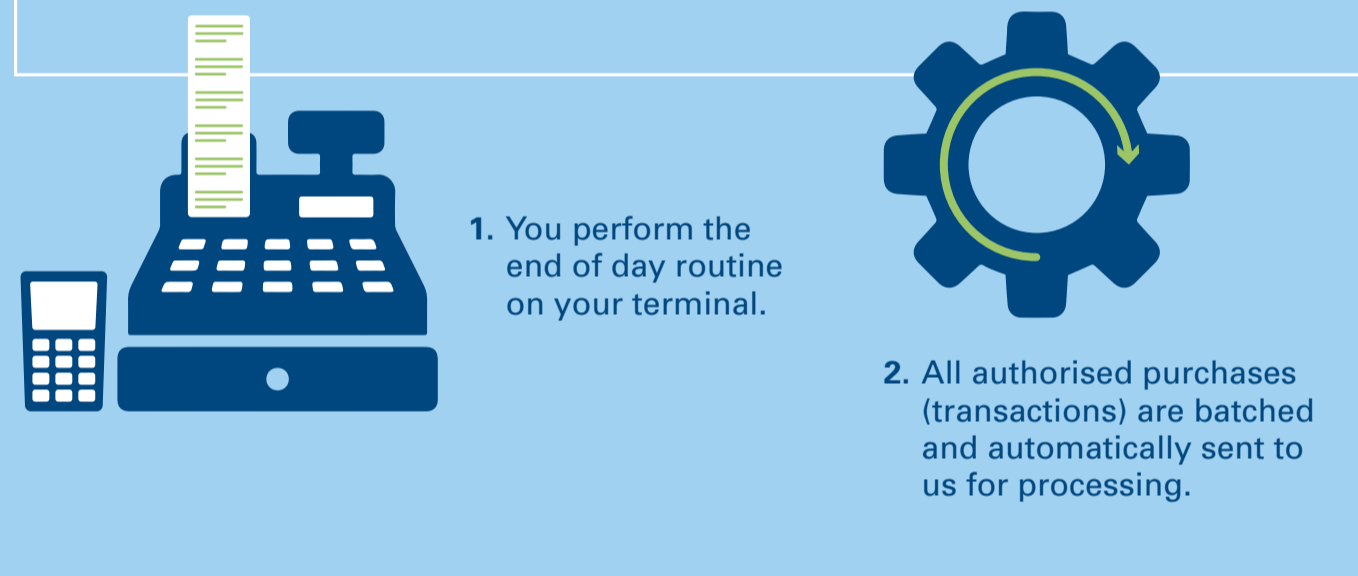 1. You perform the
end of day routine
on your terminal.
2. All authorised purchases
(transactions) are batched
and automatically sent to
us for processing.